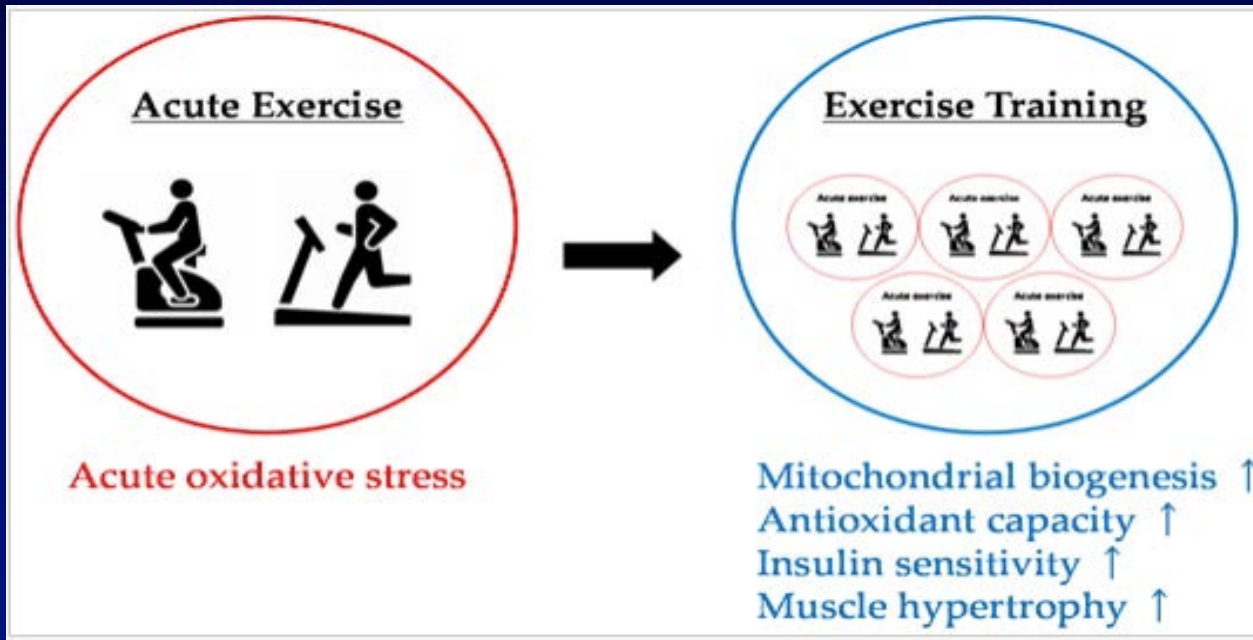 Acute Exercise
Acute oxidative stress
Exercise Training
Acute exercise
Acute exercise
Acute exercise
Acute exercise
Acute exercise
Mitochondrial biogenesis ↑
Antioxidant capacity ↑
Insulin sensitivity ↑
Muscle hypertrophy ↑